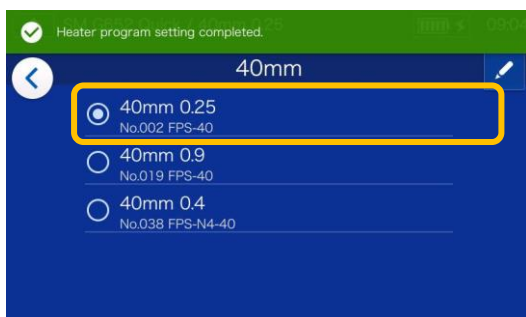 Heater program setting completed.
40mm
40mm 0.25
No.002 FPS-40
40mm 0.9
No.019 FPS-40
40mm 0.4
No.038 FPS-N4-40